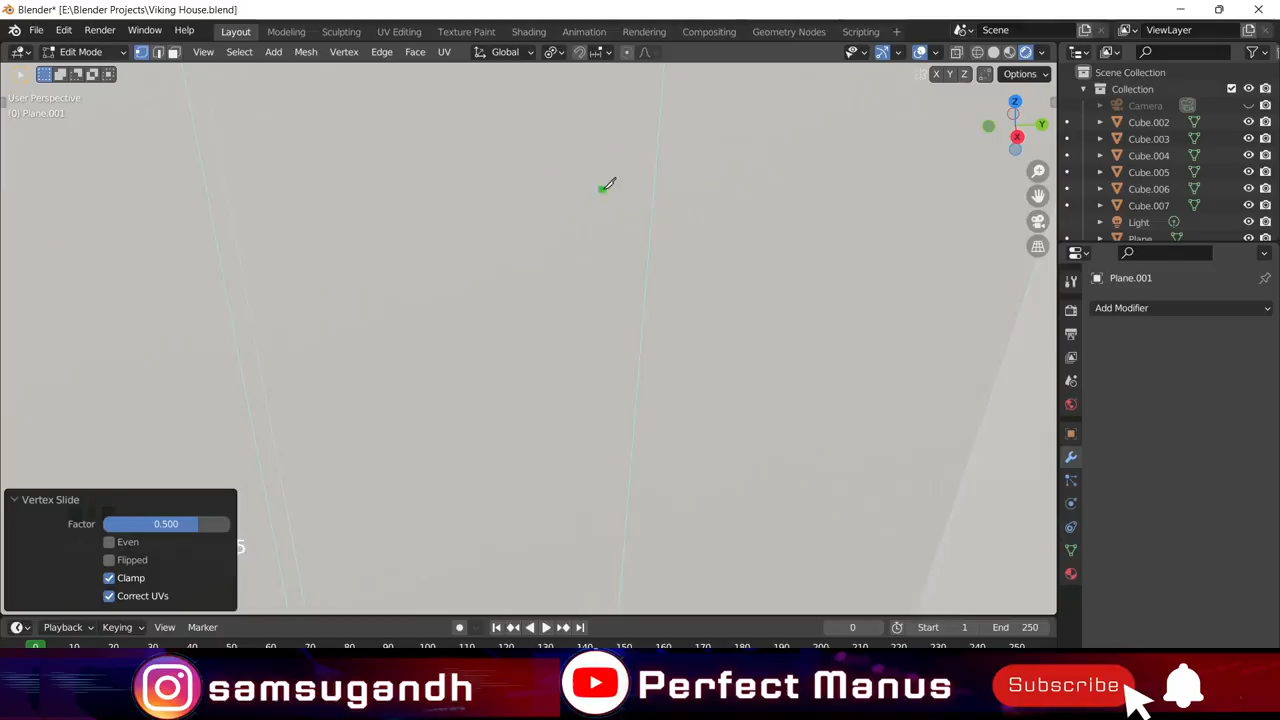 Blender* [E:\Blender Projects\Viking House.blend]
File Edit Render Window Help Layout Modeling Sculpting UV Editing Texture Paint Shading Animation Rendering Compositing Geometry Nodes Scripting + Scene ViewLayer
Edit Mode View Select Add Mesh Vertex Edge Face UV Global
X Y Z Options
User Perspective
(0) Plane.001
Scene Collection
Collection
Camera
Cube.002
Cube.003
Cube.004
Cube.005
Cube.006
Cube.007
Light
Plane
Z
Y
X
Plane.001
Add Modifier
Vertex Slide
Factor 0.500
Even
5
Flipped
Clamp
Correct UVs
Playback Keying View Marker 0 Start 1 End 250
0 10 20 30 40 50 60 70 80 90 100 110 120 130 140 150 160 170 180 190 200 210 220 230 240 250
samsugandh Perfect Manus Subscribe